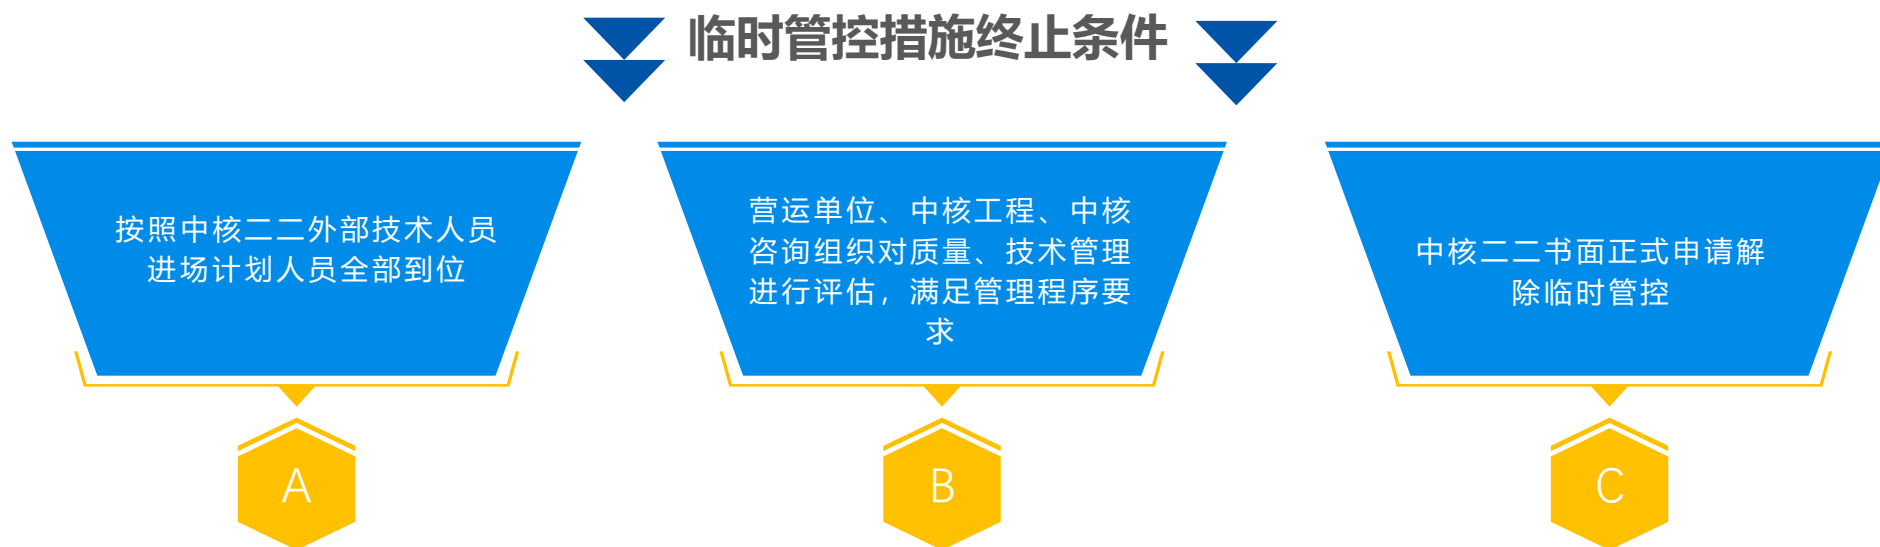 临时管控措施终止条件
按照中核二二外部技术人员
进场计划人员全部到位
营运单位、中核工程、中核
咨询组织对质量、技术管理
进行评估，满足管理程序要
求
中核二二书面正式申请解
除临时管控
A
B
C